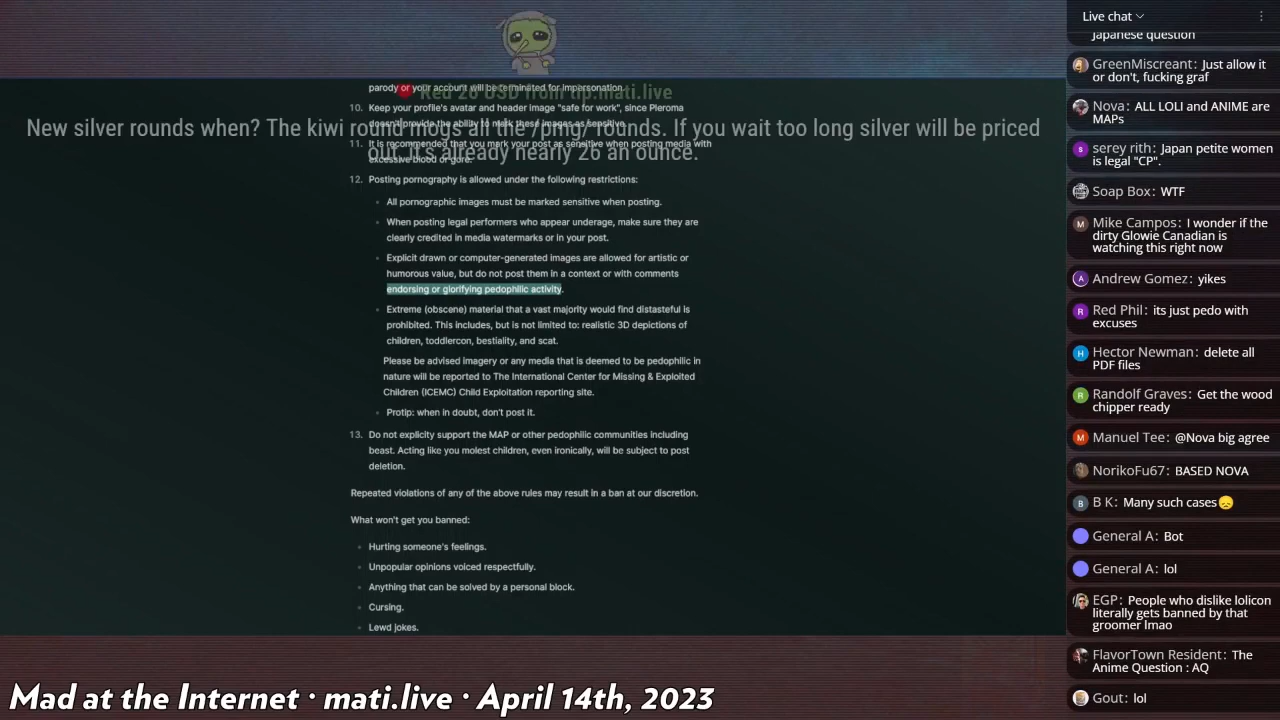 parody or your account will be terminated for impersonation.
Red 20 USD from tip.mati.live
10. Keep your profile's avatar and header image "safe for work", since Pleroma
doesn't provide the ability to mark these images as sensitive.
New silver rounds when? The kiwi round mogs all the /pmg/ rounds. If you wait too long silver will be priced
out, it's already nearly 26 an ounce.
11. It is recommended that you mark your post as sensitive when posting media with
excessive blood or gore.
12. Posting pornography is allowed under the following restrictions:
All pornographic images must be marked sensitive when posting.
When posting legal performers who appear underage, make sure they are
clearly credited in media watermarks or in your post.
Explicit drawn or computer-generated images are allowed for artistic or
humorous value, but do not post them in a context or with comments
endorsing or glorifying pedophilic activity.
Extreme (obscene) material that a vast majority would find distasteful is
prohibited. This includes, but is not limited to: realistic 3D depictions of
children, toddlercon, bestiality, and scat.
Please be advised imagery or any media that is deemed to be pedophilic in
nature will be reported to The International Center for Missing & Exploited
Children (ICEMC) Child Exploitation reporting site.
Protip: when in doubt, don't post it.
13. Do not explicity support the MAP or other pedophilic communities including
beast. Acting like you molest children, even ironically, will be subject to post
deletion.
Repeated violations of any of the above rules may result in a ban at our discretion.
What won't get you banned:
Hurting someone's feelings.
Unpopular opinions voiced respectfully.
Anything that can be solved by a personal block.
Cursing.
Lewd jokes.
Mad at the Internet · mati.live · April 14th, 2023
Live chat
Japanese question
GreenMiscreant: Just allow
it or don't, fucking graf
Nova: ALL LOLI and ANIME are
MAPs
serey rith: Japan petite women
is legal "CP".
Soap Box: WTF
Mike Campos: I wonder if the
dirty Glowie Canadian is
watching this right now
Andrew Gomez: yikes
Red Phil: its just pedo with
excuses
Hector Newman: delete all
PDF files
Randolf Graves: Get the wood
chipper ready
Manuel Tee: @Nova big agree
NorikoFu67: BASED NOVA
B K: Many such cases😞
General A: Bot
General A: lol
EGP: People who dislike lolicon
literally gets banned by that
groomer lmao
FlavorTown Resident: The
Anime Question : AQ
Gout: lol